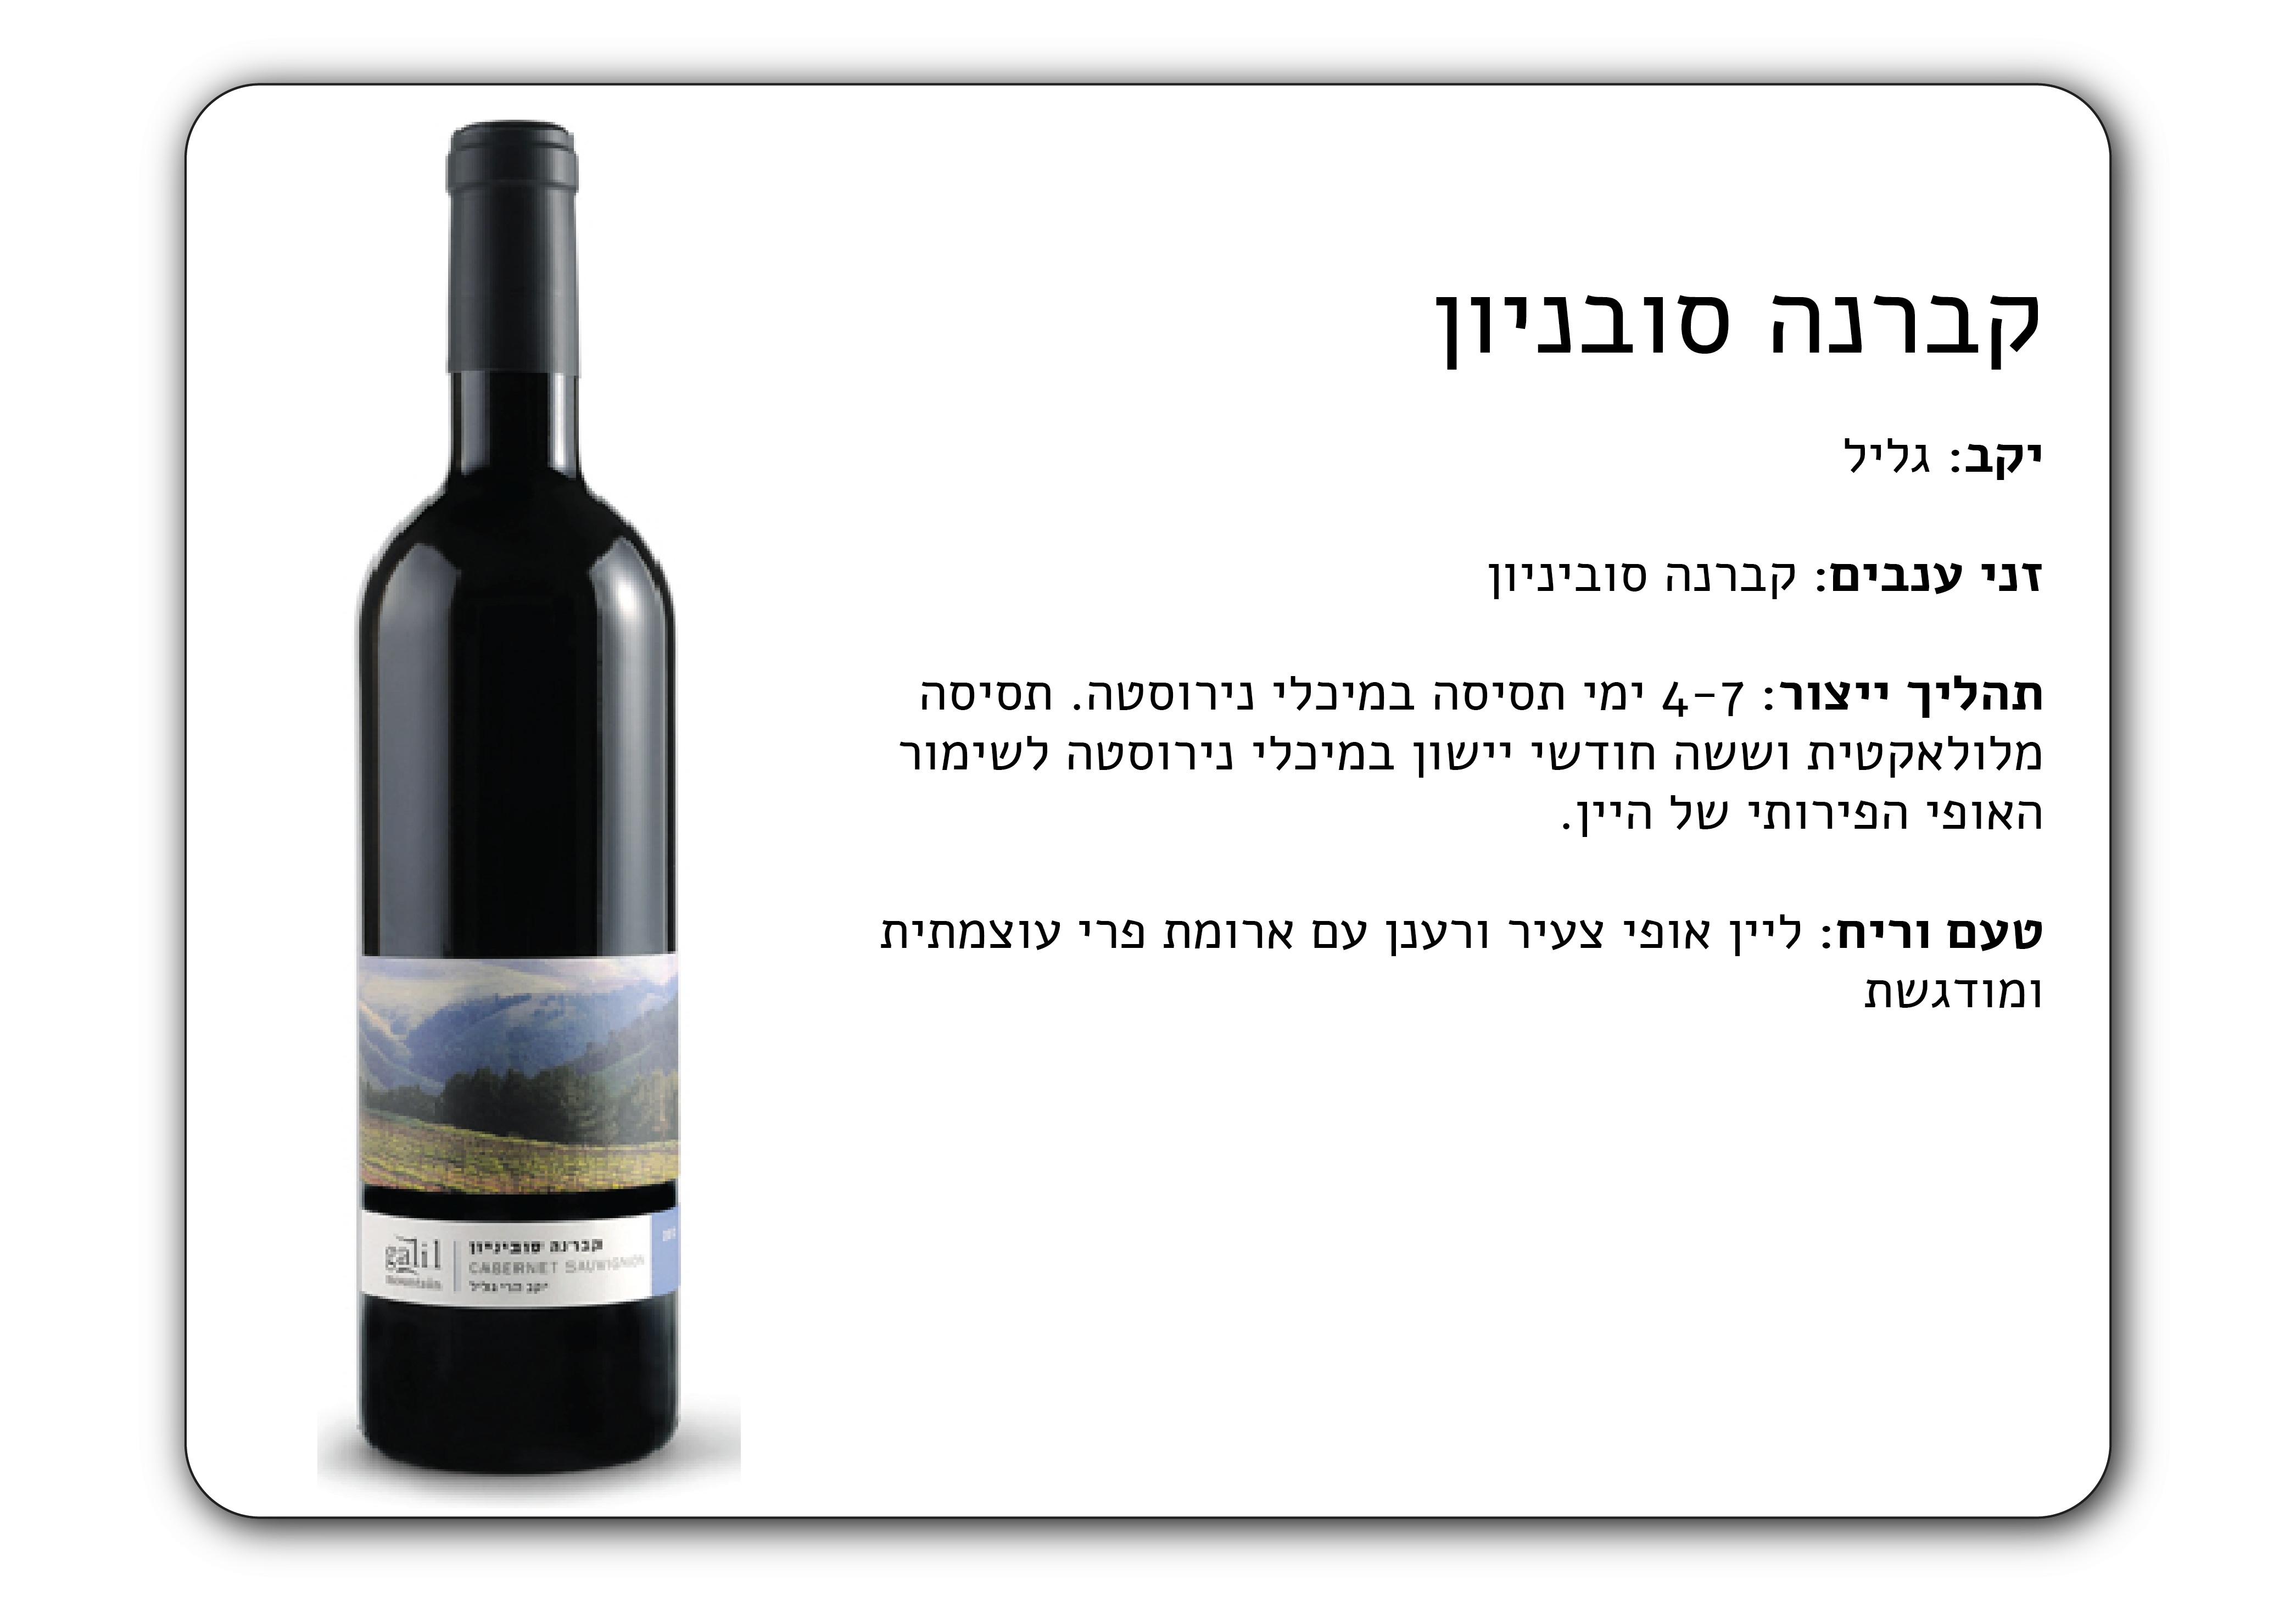 קברנה סובניון
יקב: גליל
זני ענבים: קברנה סוביניון
תהליך ייצור: 4-7 ימי תסיסה במיכלי נירוסטה. תסיסה
מלולאקטית וששה חודשי יישון במיכלי נירוסטה לשימור
האופי הפירותי של היין.
טעם וריח: ליין אופי צעיר ורענן עם ארומת פרי עוצמתית
ומודגשת
galil
mountain
קברנה סוביניון
CABERNET SAUVIGNON
יקב הרי גליל